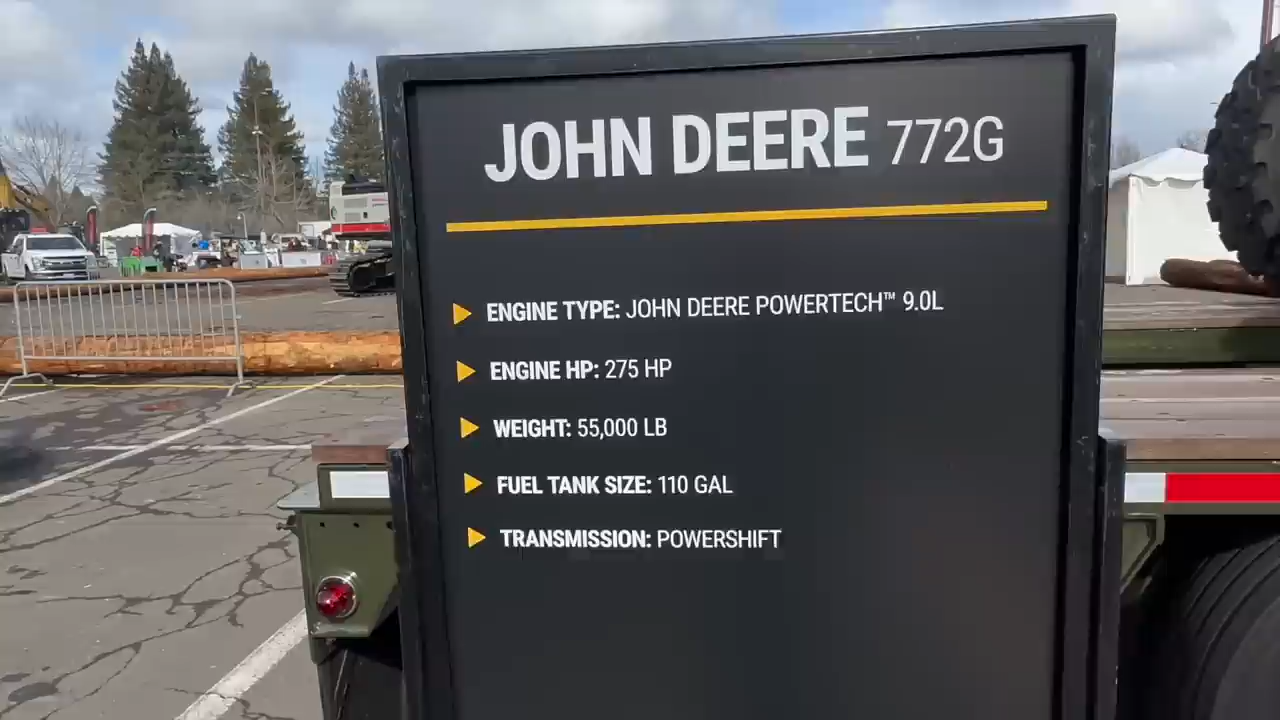 JOHN DEERE 772G
ENGINE TYPE: JOHN DEERE POWERTECH™ 9.0L
ENGINE HP: 275 HP
WEIGHT: 55,000 LB
FUEL TANK SIZE: 110 GAL
TRANSMISSION: POWERSHIFT